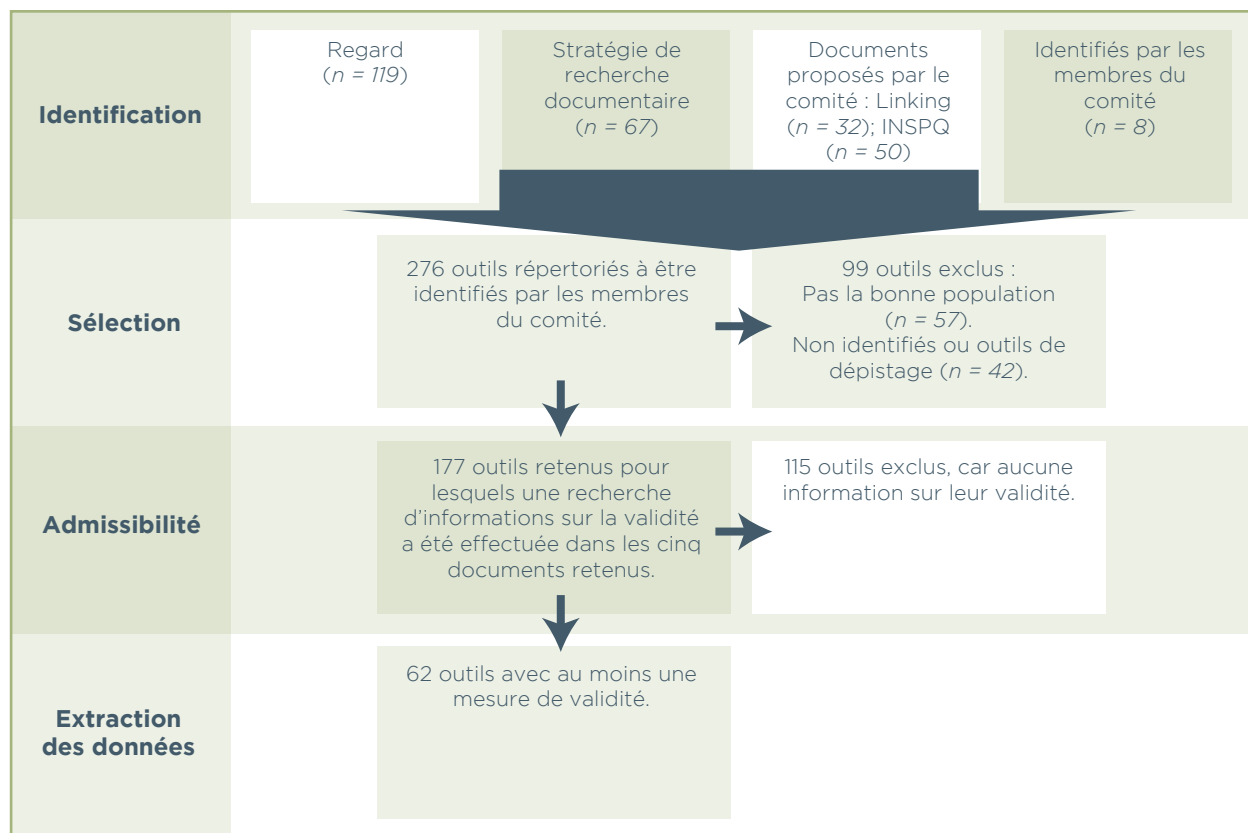 Identification
Regard
(n = 119)
Stratégie de
recherche
documentaire
(n = 67)
Documents
proposés par le
comité : Linking
(n = 32); INSPQ
(n = 50)
Identifiés par les
membres du
comité
(n = 8)
Sélection
276 outils répertoriés à être
identifiés par les membres
du comité.
99 outils exclus :
Pas la bonne population
(n = 57).
Non identifiés ou outils de
dépistage (n = 42).
Admissibilité
177 outils retenus pour
lesquels une recherche
d'informations sur la validité
a été effectuée dans les cinq
documents retenus.
115 outils exclus, car aucune
information sur leur validité.
Extraction
des données
62 outils avec au moins une
mesure de validité.